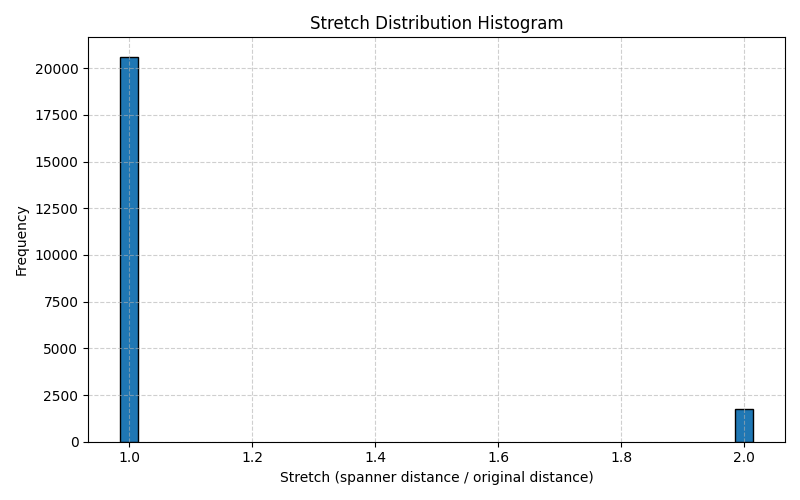 Stretch Distribution Histogram
Frequency
20000
17500
15000
12500
10000
7500
5000
2500
0
1.0 1.2 1.4 1.6 1.8 2.0
Stretch (spanner distance / original distance)